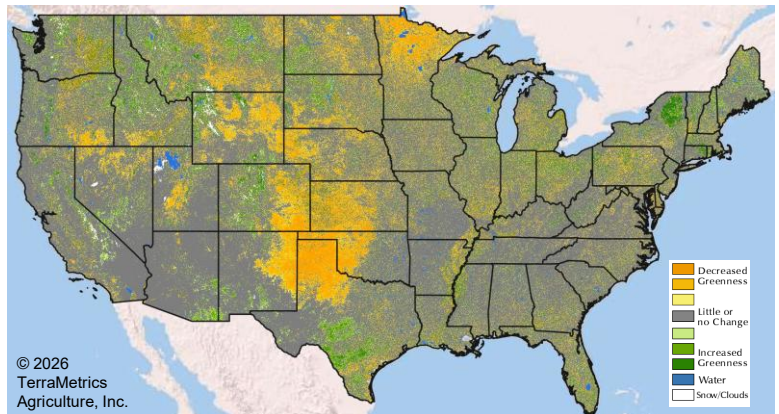 Decreased
Greenness
Little or
no Change
Increased
Greenness
Water
Snow/Clouds
© 2026
TerraMetrics
Agriculture, Inc.